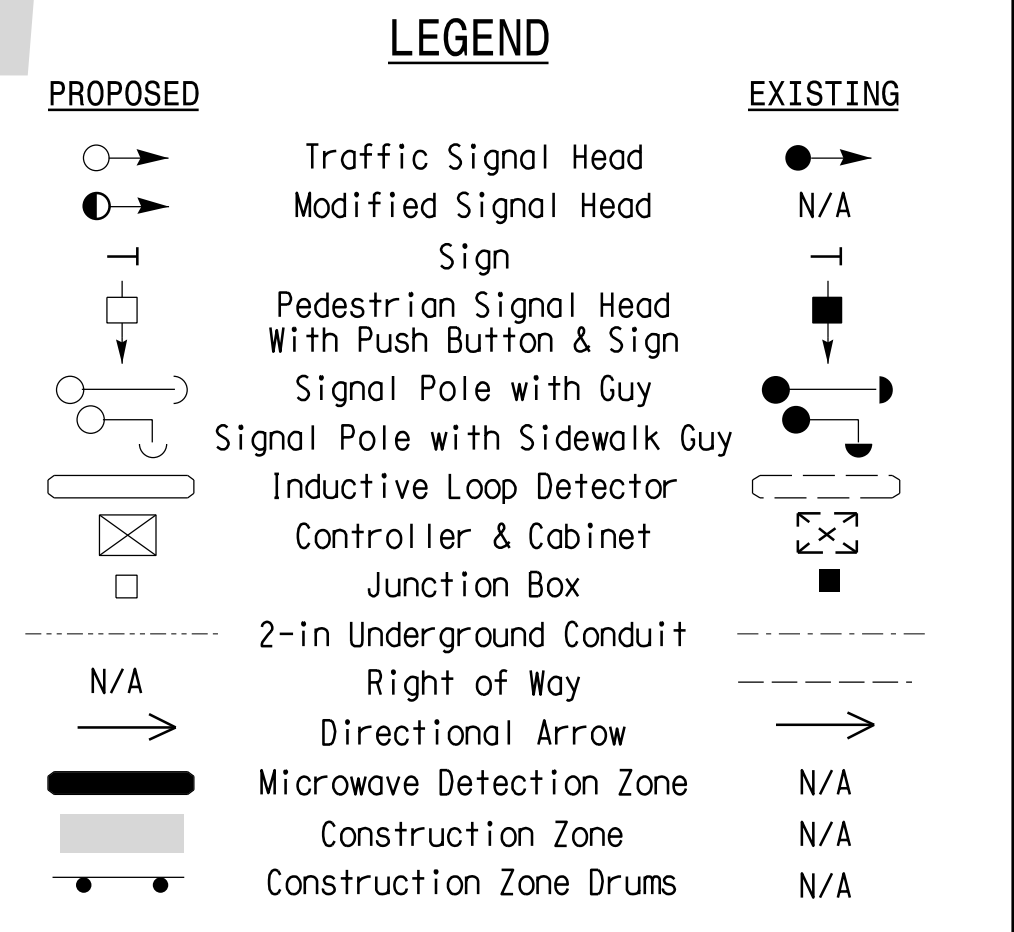 LEGEND
PROPOSED EXISTING
Traffic Signal Head
Modified Signal Head N/A
Sign
Pedestrian Signal Head
With Push Button & Sign
Signal Pole with Guy
Signal Pole with Sidewalk Guy
Inductive Loop Detector
Controller & Cabinet
Junction Box
2-in Underground Conduit
N/A Right of Way
Directional Arrow
Microwave Detection Zone N/A
Construction Zone N/A
Construction Zone Drums N/A